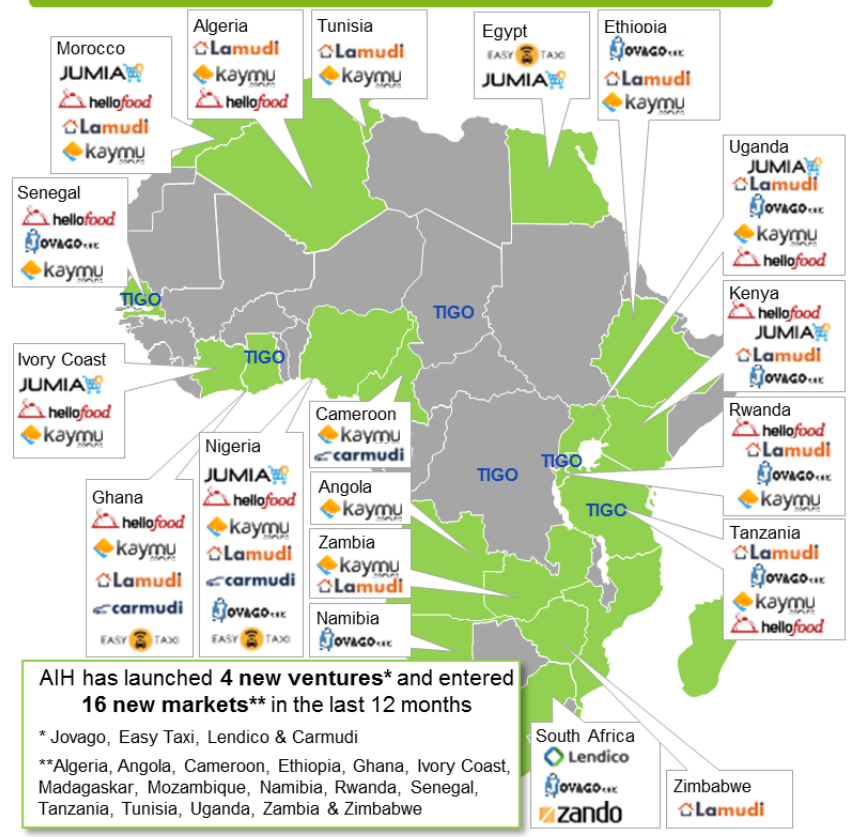 Morocco
JUMIA
hellofood
Lamudi
kaymu
Algeria
Lamudi
kaymu
hellofood
Tunisia
Lamudi
kaymu
Egypt
EASY TAXI
JUMIA
Ethiopia
JOVAGO
Lamudi
kaymu
Uganda
JUMIA
Lamudi
JOVAGO
kaymu
hellofood
Senegal
hellofood
JOVAGO
kaymu
Kenya
hellofood
JUMIA
Lamudi
JOVAGO
TIGO
TIGO
TIGO
TIGO
TIGO
TIGO
Ivory Coast
JUMIA
hellofood
kaymu
Rwanda
hellofood
Lamudi
JOVAGO
kaymu
Cameroon
kaymu
carmudi
Nigeria
JUMIA
hellofood
kaymu
Lamudi
carmudi
JOVAGO
EASY TAXI
Ghana
hellofood
kaymu
Lamudi
carmudi
EASY TAXI
Angola
kaymu
Zambia
kaymu
Lamudi
Namibia
JOVAGO
Tanzania
Lamudi
JOVAGO
kaymu
hellofood
AIH has launched 4 new ventures* and entered
16 new markets** in the last 12 months
* Jovago, Easy Taxi, Lendico & Carmudi
**Algeria, Angola, Cameroon, Ethiopia, Ghana, Ivory Coast,
Madagaskar, Mozambique, Namibia, Rwanda, Senegal,
Tanzania, Tunisia, Uganda, Zambia & Zimbabwe
South Africa
Lendico
JOVAGO
zando
Zimbabwe
Lamudi